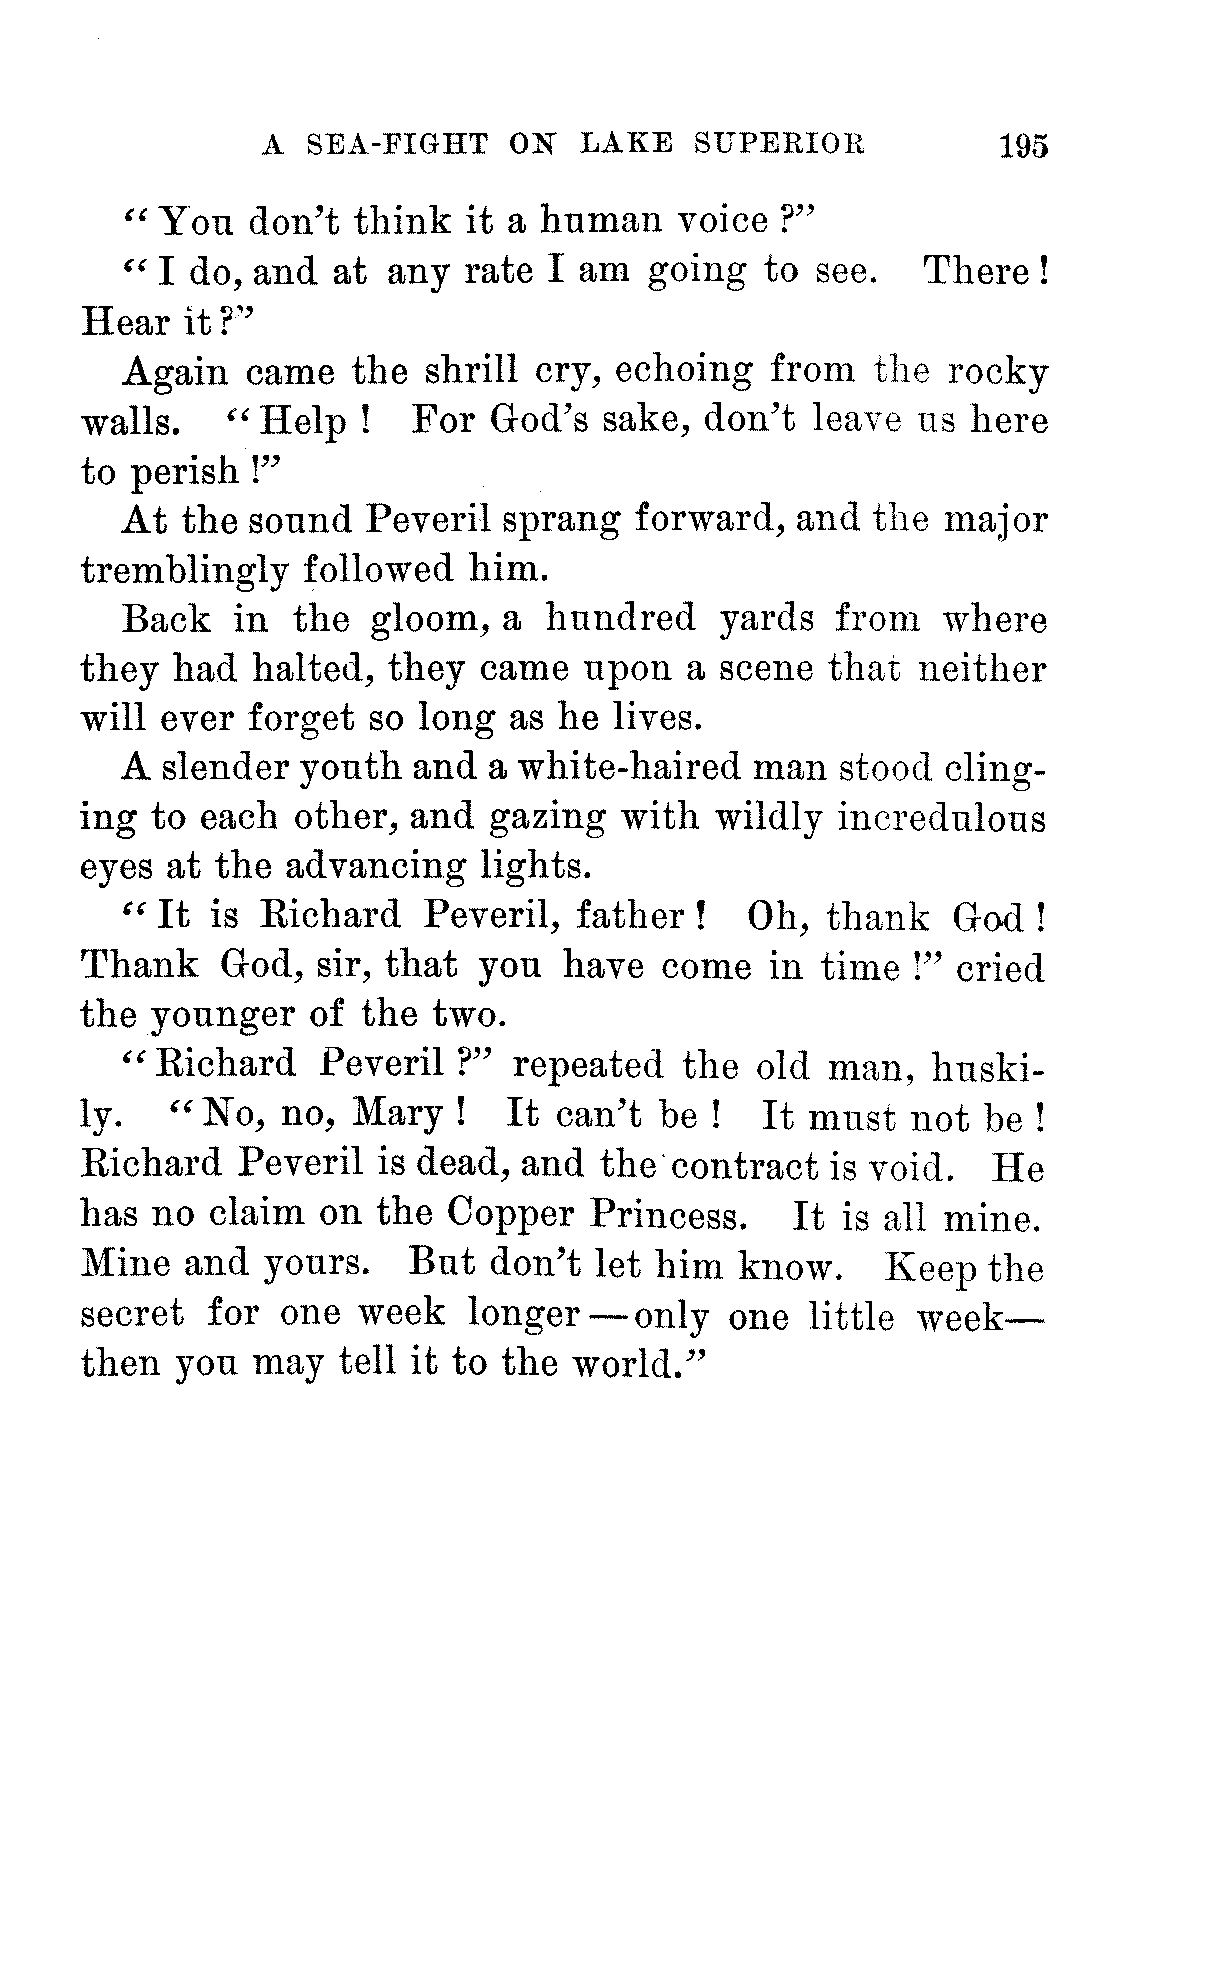 A SEA-FIGHT ON LAKE SUPERIOR 195
“ You don’t think it a human voice ?”
“ I do, and at any rate I am going to see. There !
Hear it ?”
Again came the shrill cry, echoing from the rocky
walls. “ Help ! For God’s sake, don’t leave us here
to perish !”
At the sound Peveril sprang forward, and the major
tremblingly followed him.
Back in the gloom, a hundred yards from where
they had halted, they came upon a scene that neither
will ever forget so long as he lives.
A slender youth and a white-haired man stood cling-
ing to each other, and gazing with wildly incredulous
eyes at the advancing lights.
“ It is Richard Peveril, father ! Oh, thank God !
Thank God, sir, that you have come in time !” cried
the younger of the two.
“ Richard Peveril ?” repeated the old man, huski-
ly. “ No, no, Mary ! It can’t be ! It must not be !
Richard Peveril is dead, and the contract is void. He
has no claim on the Copper Princess. It is all mine.
Mine and yours. But don’t let him know. Keep the
secret for one week longer — only one little week—
then you may tell it to the world.”